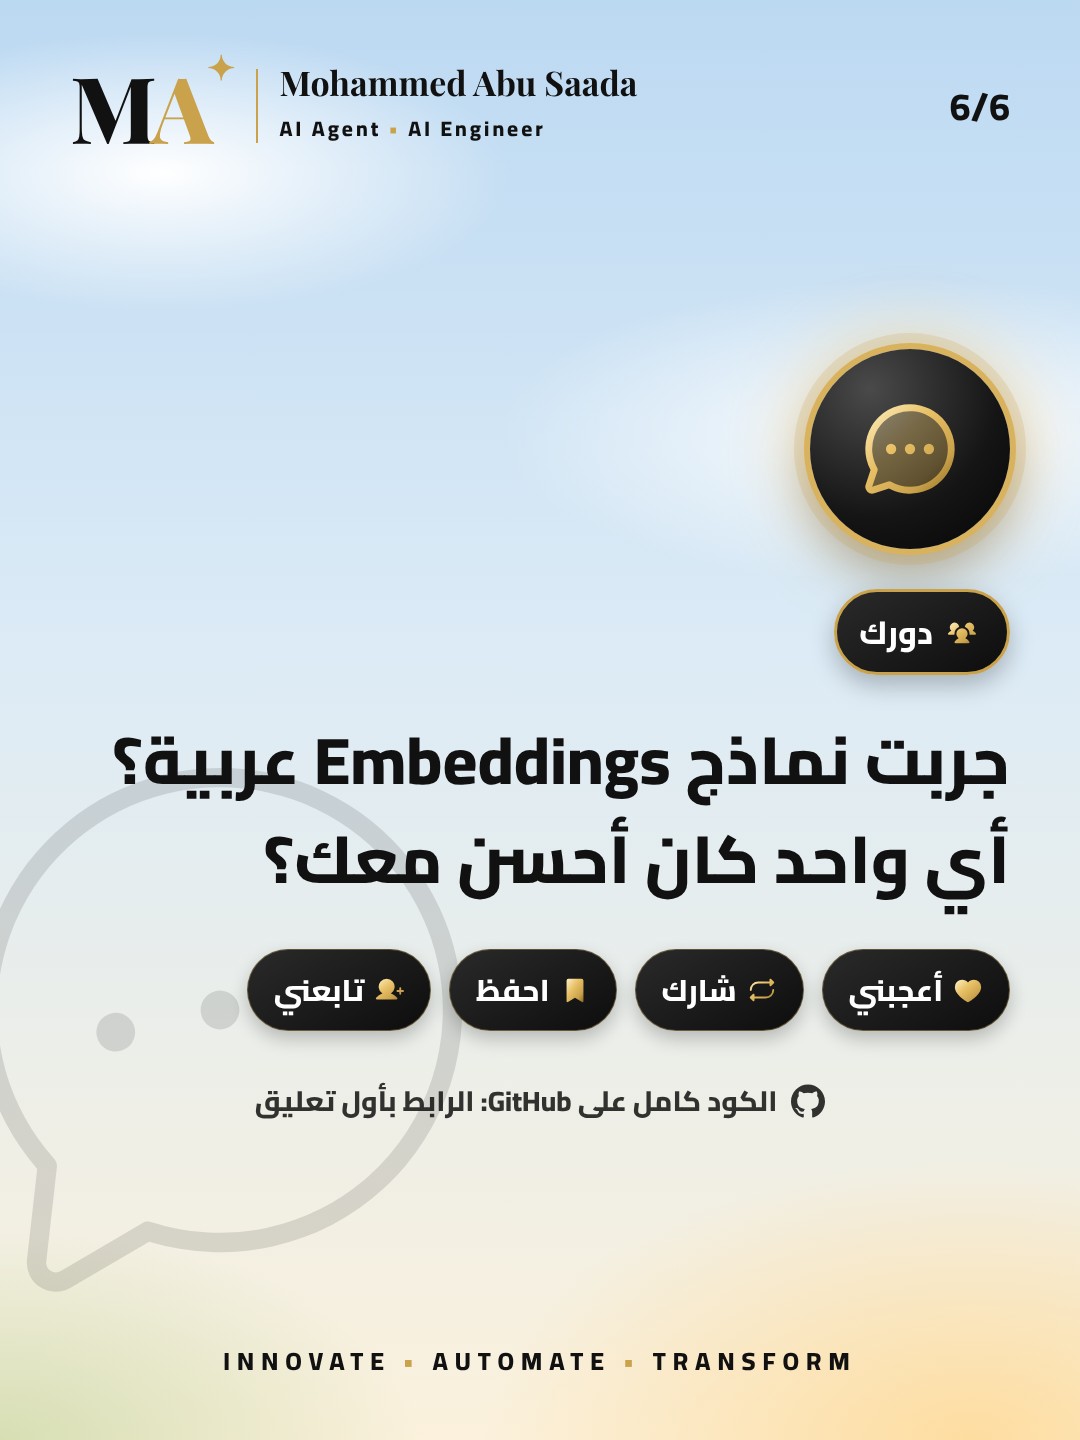 MA
Mohammed Abu Saada
AI Agent ▪ AI Engineer
6/6
دورك
جربت نماذج Embeddings عربية؟
أي واحد كان أحسن معك؟
أعجبني
شارك
احفظ
تابعني
الكود كامل على GitHub: الرابط بأول تعليق
INNOVATE ▪ AUTOMATE ▪ TRANSFORM